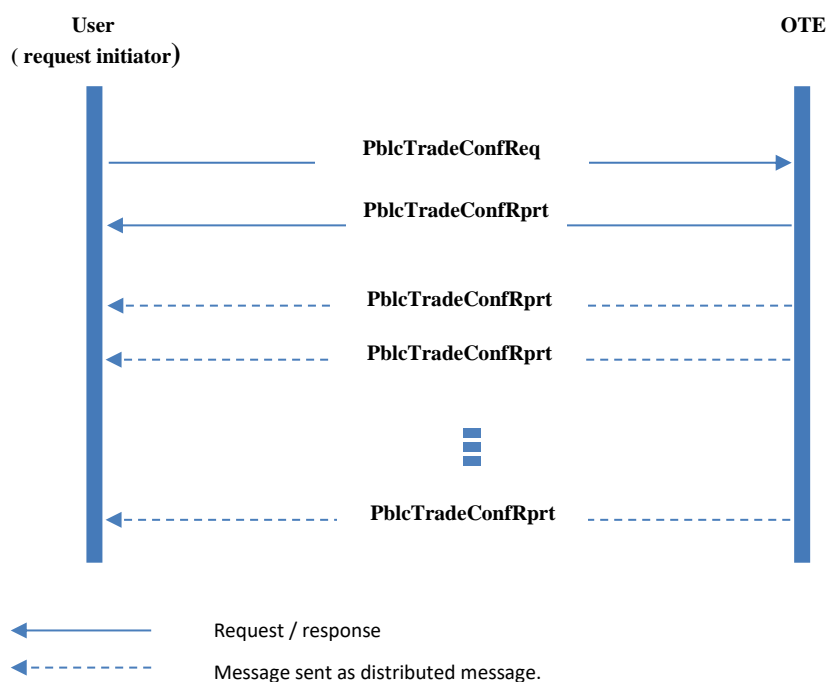 User
( request initiator)
OTE
PblcTradeConfReq
PblcTradeConfRprt
PblcTradeConfRprt
PblcTradeConfRprt
PblcTradeConfRprt
Request / response
Message sent as distributed message.